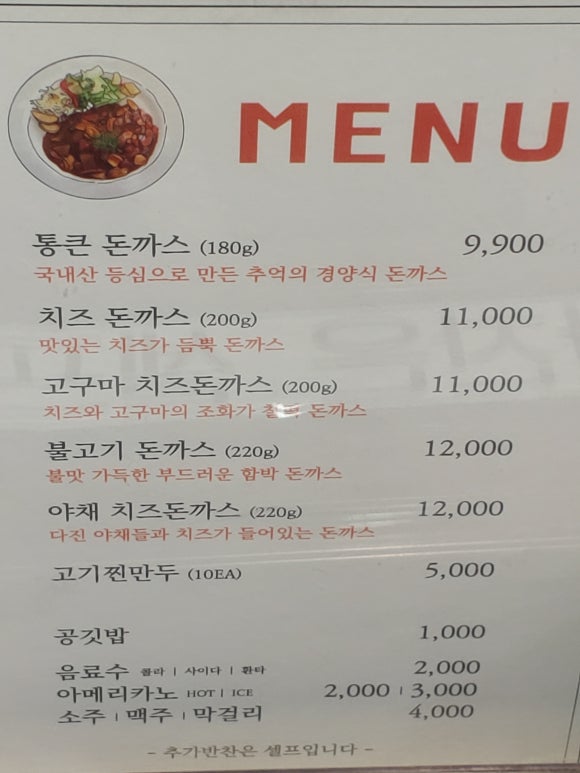 MENU
통큰 돈까스 (180g) 9,900
국내산 등심으로 만든 추억의 경양식 돈까스
치즈 돈까스 (200g) 11,000
맛있는 치즈가 듬뿍 돈까스
고구마 치즈돈까스 (200g) 11,000
치즈와 고구마의 조화가 돈까스
불고기 돈까스 (220g) 12,000
불맛 가득한 부드러운 함박 돈까스
야채 치즈돈까스 (220g) 12,000
다진 야채들과 치즈가 들어있는 돈까스
고기찐만두 (10EA) 5,000
공깃밥 1,000
음료수 콜라 | 사이다 | 환타 2,000
아메리카노 HOT | ICE 2,000 | 3,000
소주 | 맥주 | 막걸리 4,000
- 추가반찬은 셀프입니다 -